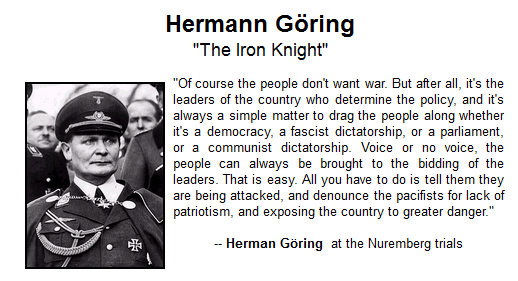 Hermann Göring
"The Iron Knight"
"Of course the people don't want war. But after all, it's the
leaders of the country who determine the policy, and it's
always a simple matter to drag the people along whether
it's a democracy, a fascist dictatorship, or a parliament,
or a communist dictatorship. Voice or no voice, the
people can always be brought to the bidding of the
leaders. That is easy. All you have to do is tell them they
are being attacked, and denounce the pacifists for lack of
patriotism, and exposing the country to greater danger."
-- Herman Göring at the Nuremberg trials